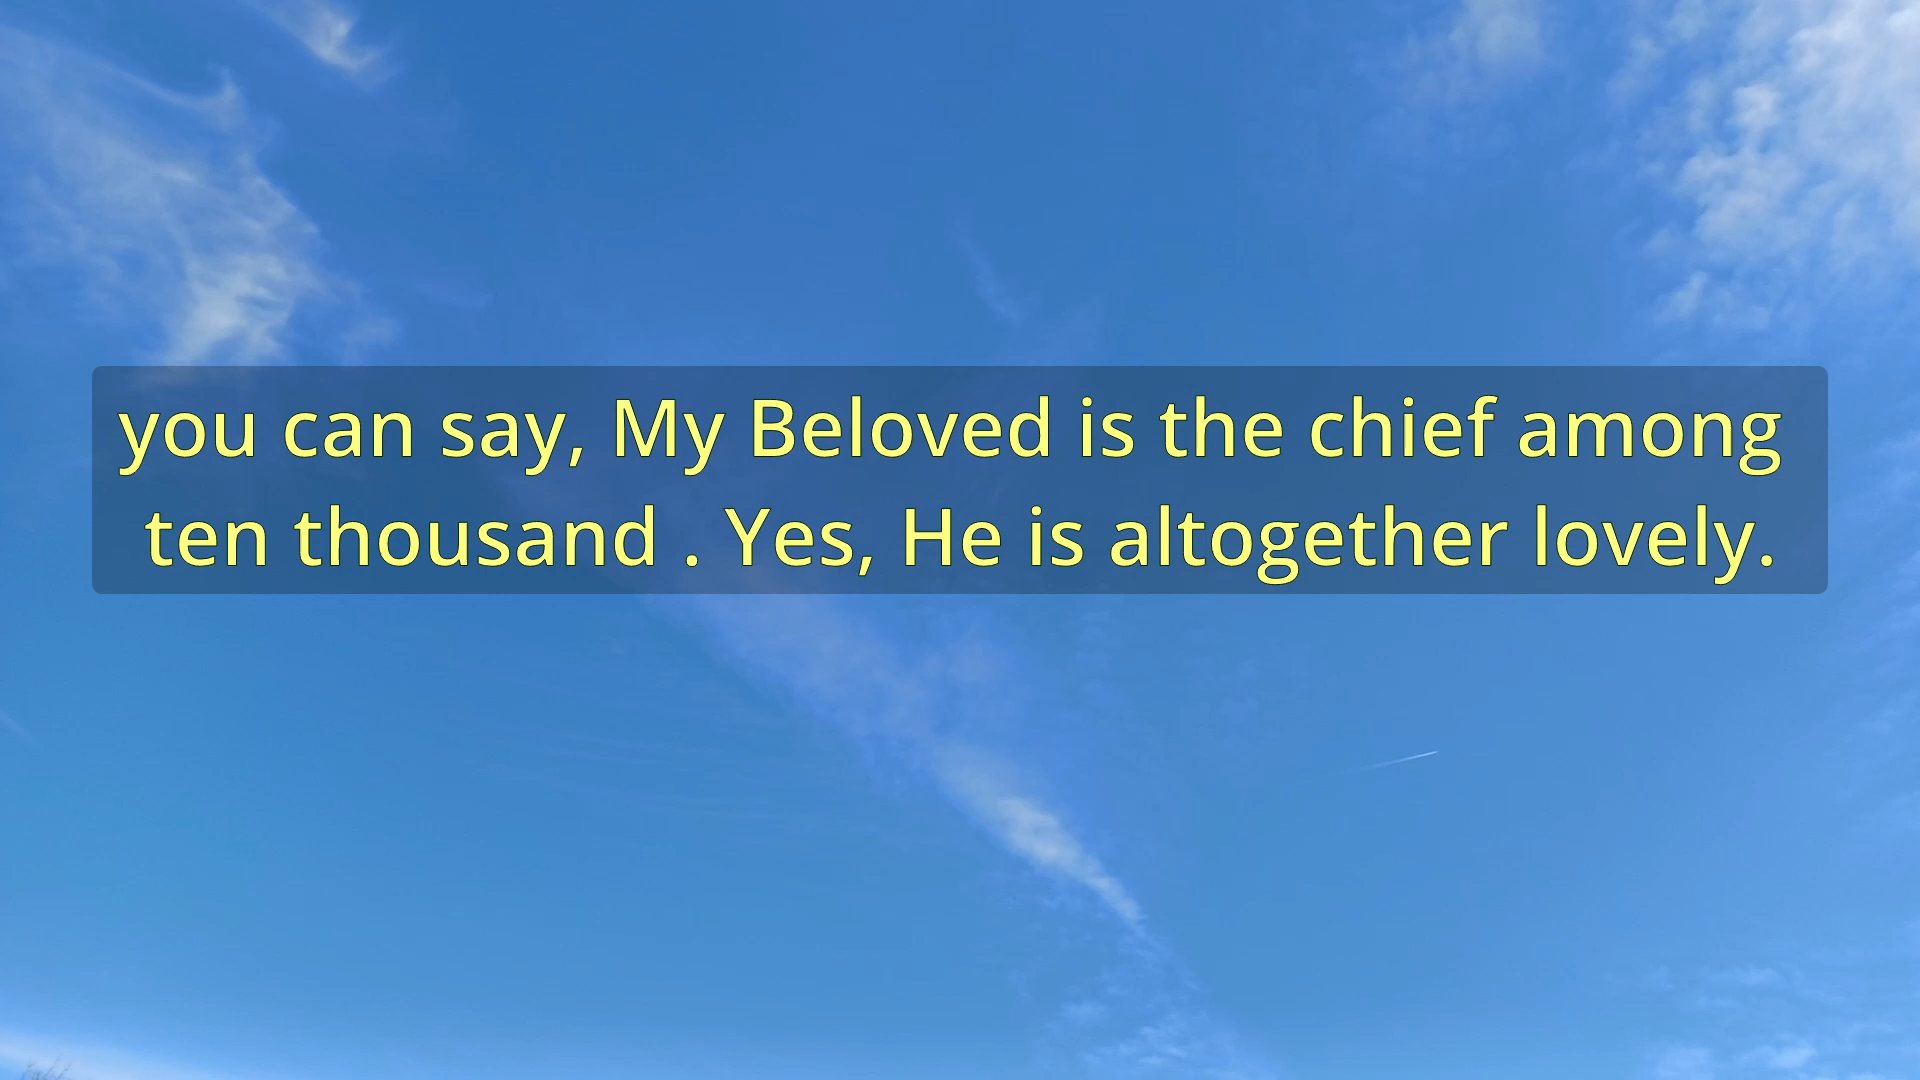 you can say, My Beloved is the chief among
ten thousand . Yes, He is altogether lovely.